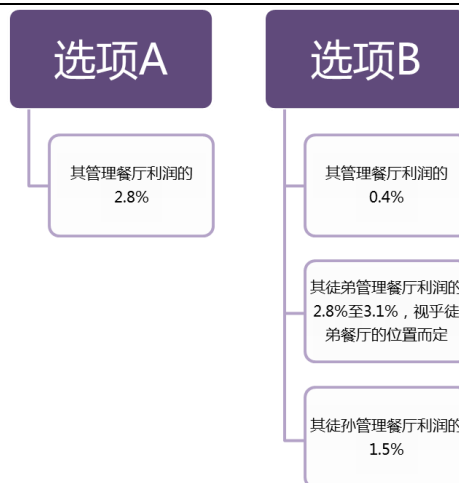 选项A
其管理餐厅利润的
2.8%
选项B
其管理餐厅利润的
0.4%
其徒弟管理餐厅利润的
2.8%至3.1%，视乎徒
弟餐厅的位置而定
其徒孙管理餐厅利润的
1.5%